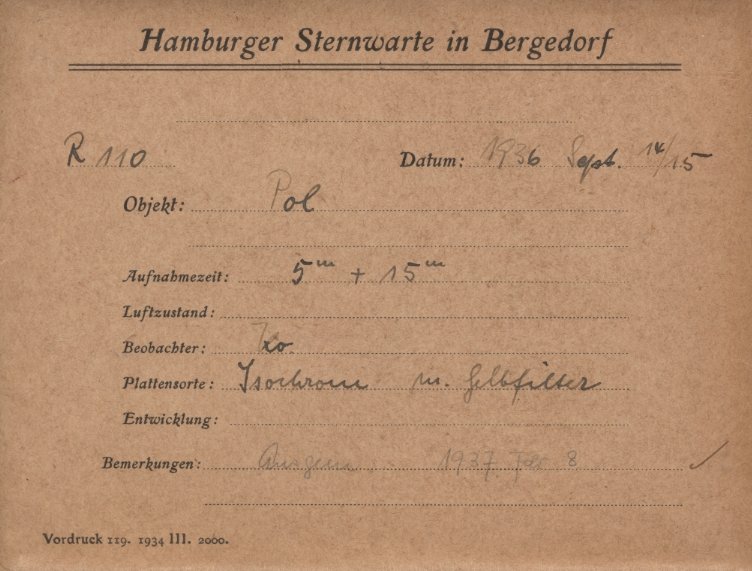 Hamburger Sternwarte in Bergedorf
R 110 Datum: 1936 Sept. 14/15
Objekt: Pol
Aufnahmezeit: 5ᵐ + 15ᵐ
Luftzustand:
Beobachter:
Plattensorte: Isochrom m. Gelbfilter
Entwicklung:
Bemerkungen: 1937 8 ✓
Vordruck 119. 1934 III. 2000.